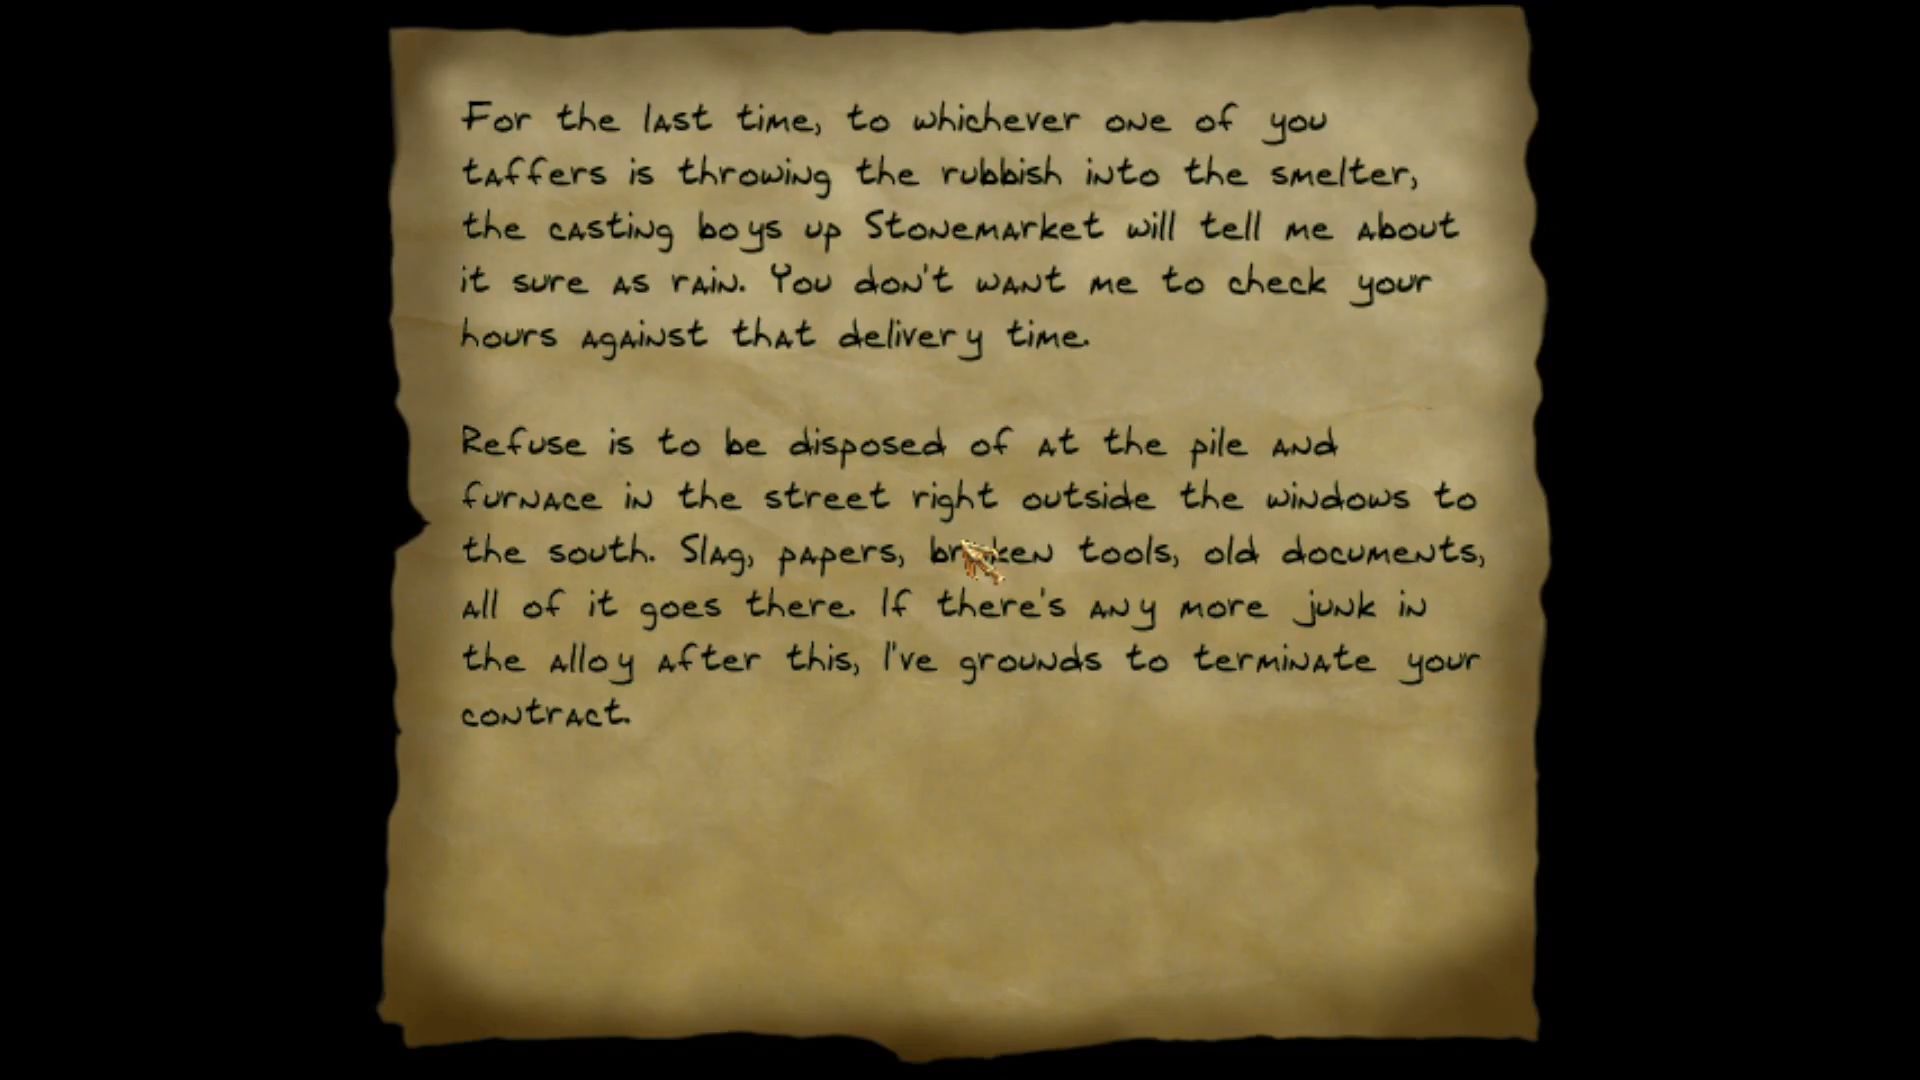 For the last time, to whichever one of you
taffers is throwing the rubbish into the smelter,
the casting boys up Stonemarket will tell me about
it sure as rain. You don't want me to check your
hours against that delivery time.
Refuse is to be disposed of at the pile and
furnace in the street right outside the windows to
the south. Slag, papers, broken tools, old documents,
all of it goes there. If there's any more junk in
the alloy after this, I've grounds to terminate your
contract.